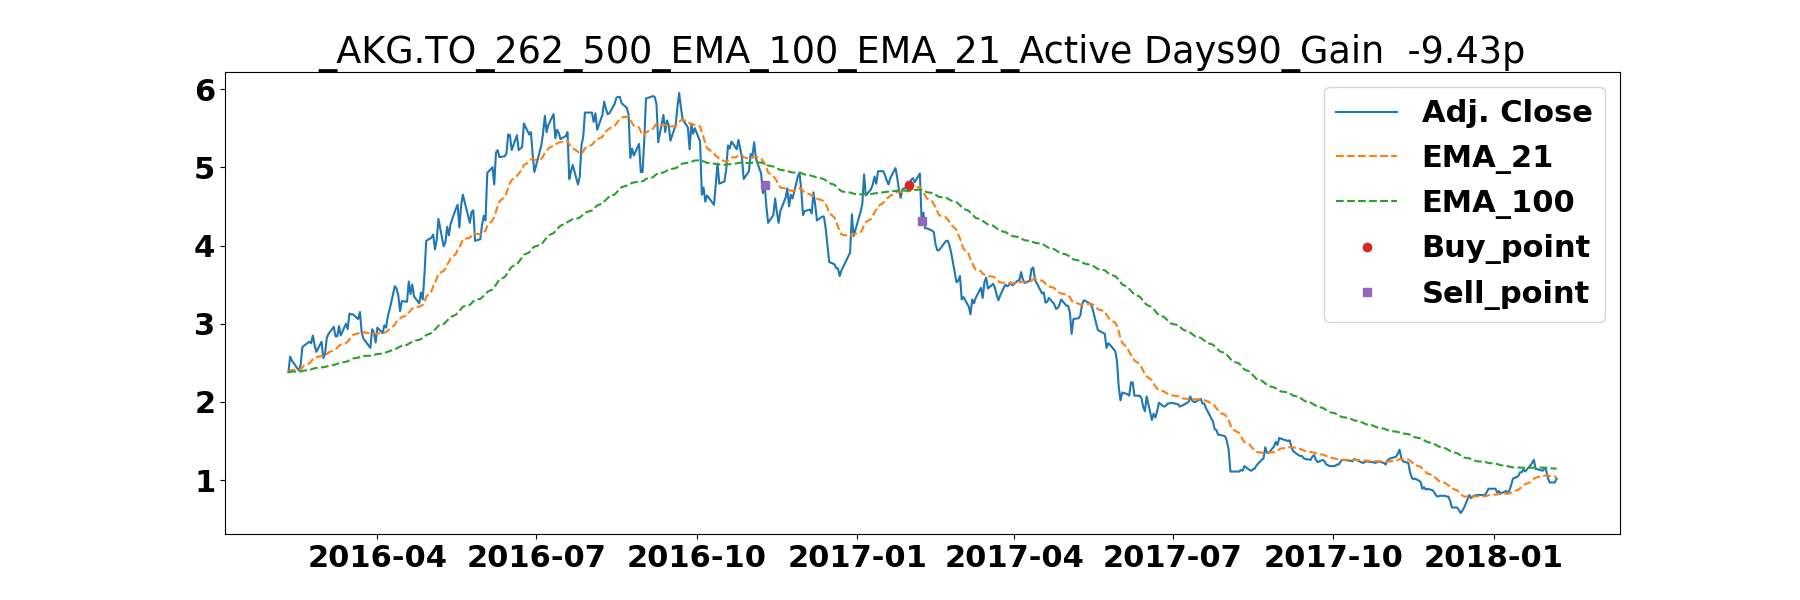 _AKG.TO_262_500_EMA_100_EMA_21_Active Days90_Gain  -9.43p
6
5
4
3
2
1
Adj. Close
EMA_21
EMA_100
Buy_point
Sell_point
2016-04 2016-07 2016-10 2017-01 2017-04 2017-07 2017-10 2018-01